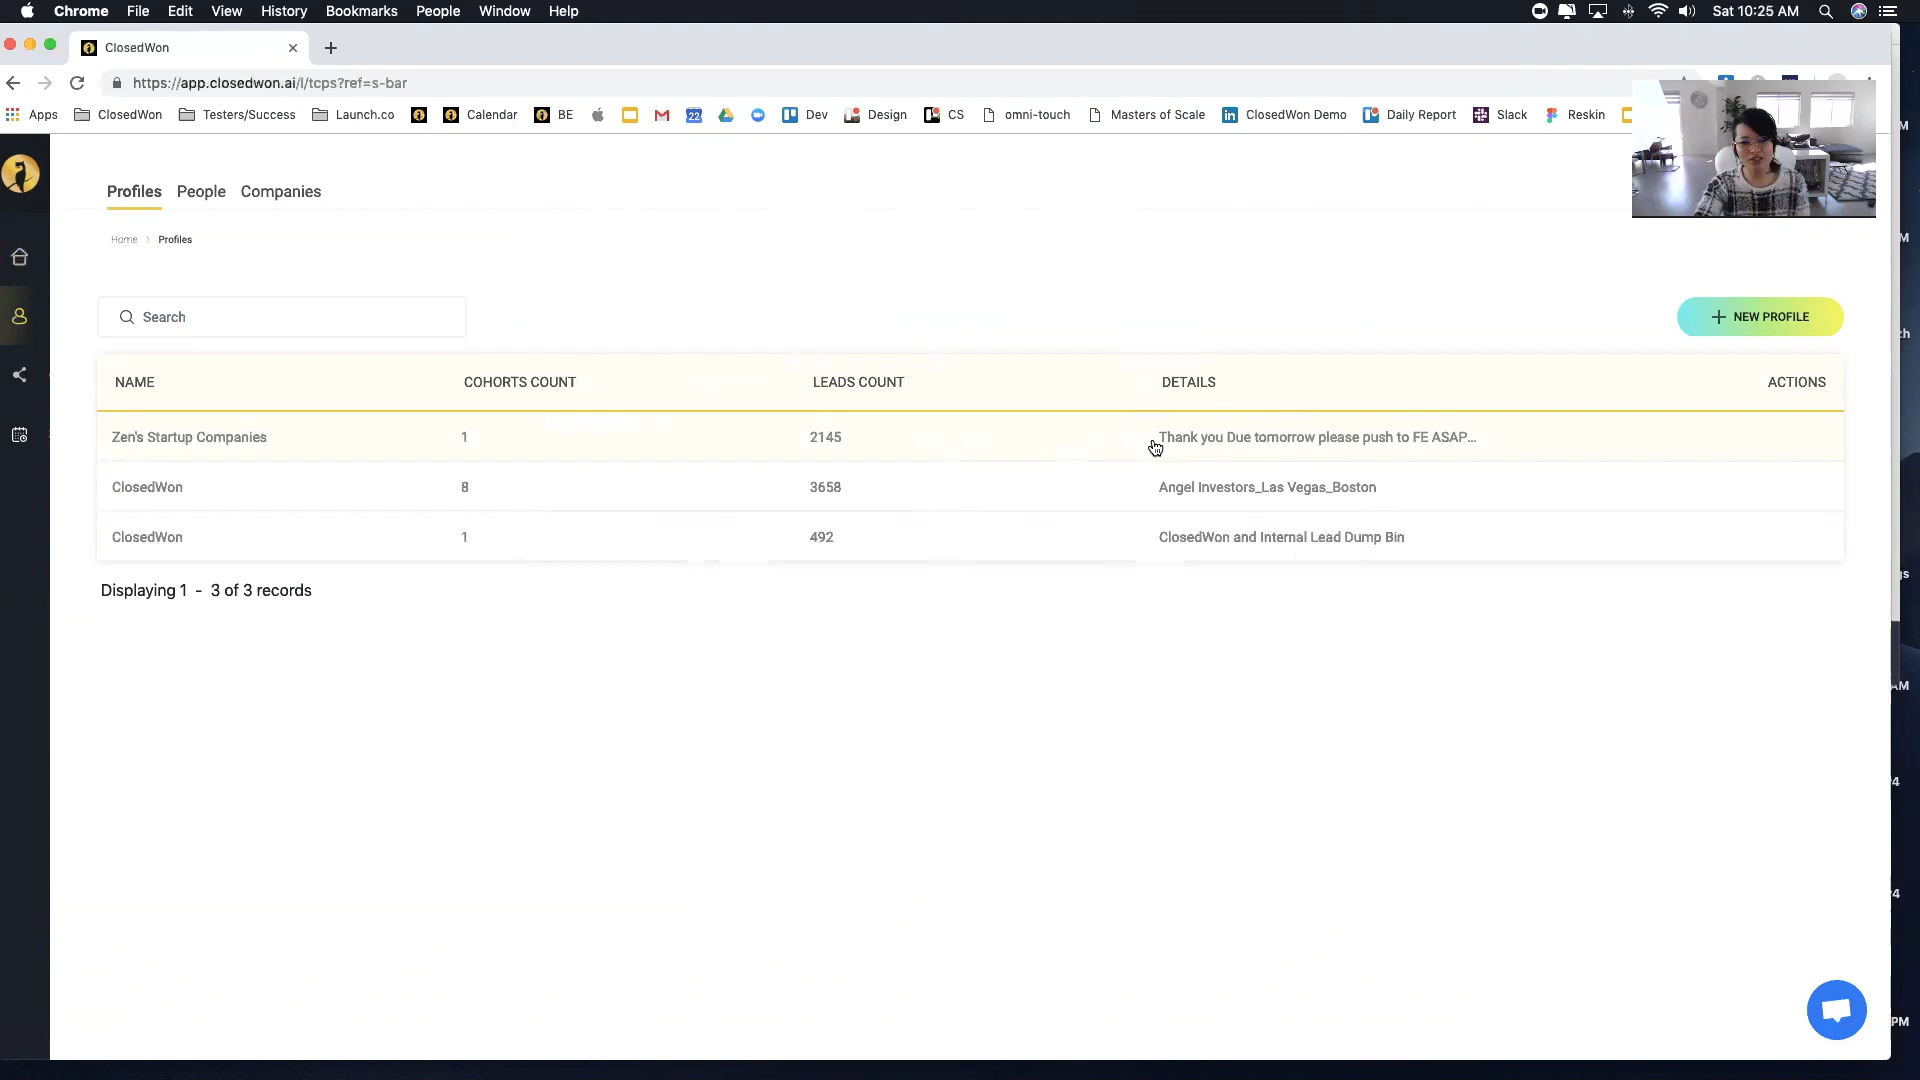 Chrome File Edit View History Bookmarks People Window Help Sat 10:25 AM
ClosedWon
https://app.closedwon.ai/l/tcps?ref=s-bar
Apps ClosedWon Testers/Success Launch.co Calendar BE 22 Dev Design CS omni-touch Masters of Scale ClosedWon Demo Daily Report Slack Reskin
Profiles People Companies
Home Profiles
Search
NEW PROFILE
NAME COHORTS COUNT LEADS COUNT DETAILS ACTIONS
Zen's Startup Companies 1 2145 Thank you Due tomorrow please push to FE ASAP...
ClosedWon 8 3658 Angel Investors_Las Vegas_Boston
ClosedWon 1 492 ClosedWon and Internal Lead Dump Bin
Displaying 1 - 3 of 3 records